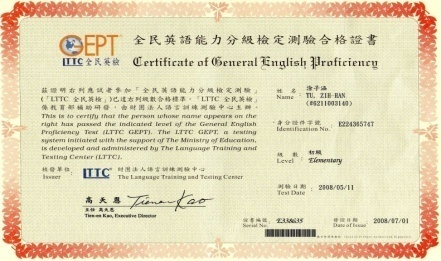 GEPT
LTTC 全民英檢
全民英語能力分級檢定測驗合格證書
Certificate of General English Proficiency
茲證明右列應試者參加「全民英語能力分級檢定測驗」
(「LTTC 全民英檢」)已達右列級數合格標準。「LTTC 全民英檢」
係教育部補助研發，由財團法人語言訓練測驗中心主辦。
This is to certify that the person whose name appears on the
right has passed the indicated level of the General English
Proficiency Test (LTTC GEPT). The LTTC GEPT, a testing
system initiated with the support of The Ministry of Education,
is developed and administered by The Language Training and
Testing Center (LTTC).
核發單位:
Issuer
LTTC
財團法人語言訓練測驗中心
The Language Training and Testing Center
高天恩
Tien-en Kao
主任 高天恩
Tien-en Kao, Executive Director
姓名
Name :
涂子涵
TU, ZIH-HAN
(00211003140)
身分證字號
Identification No. :
E224365747
級數
Level :
初級
Elementary
測驗日期
Test Date :
2008/05/11
證書編號
Serial No.
E338635
發證日期
Date of Issue
2008/07/01